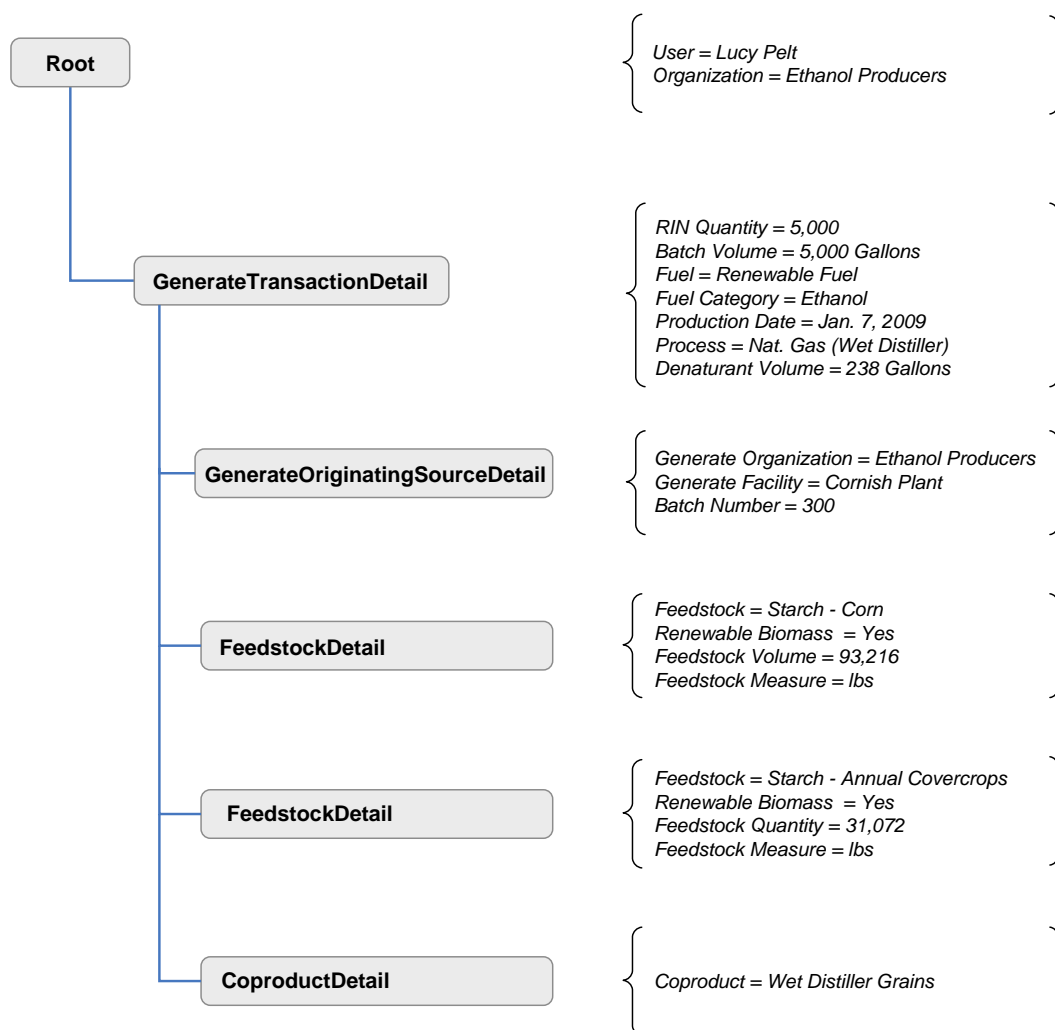 Root
User = Lucy Pelt
Organization = Ethanol Producers
GenerateTransactionDetail
RIN Quantity = 5,000
Batch Volume = 5,000 Gallons
Fuel = Renewable Fuel
Fuel Category = Ethanol
Production Date = Jan. 7, 2009
Process = Nat. Gas (Wet Distiller)
Denaturant Volume = 238 Gallons
GenerateOriginatingSourceDetail
Generate Organization = Ethanol Producers
Generate Facility = Cornish Plant
Batch Number = 300
FeedstockDetail
Feedstock = Starch - Corn
Renewable Biomass = Yes
Feedstock Volume = 93,216
Feedstock Measure = lbs
FeedstockDetail
Feedstock = Starch - Annual Covercrops
Renewable Biomass = Yes
Feedstock Quantity = 31,072
Feedstock Measure = lbs
CoproductDetail
Coproduct = Wet Distiller Grains